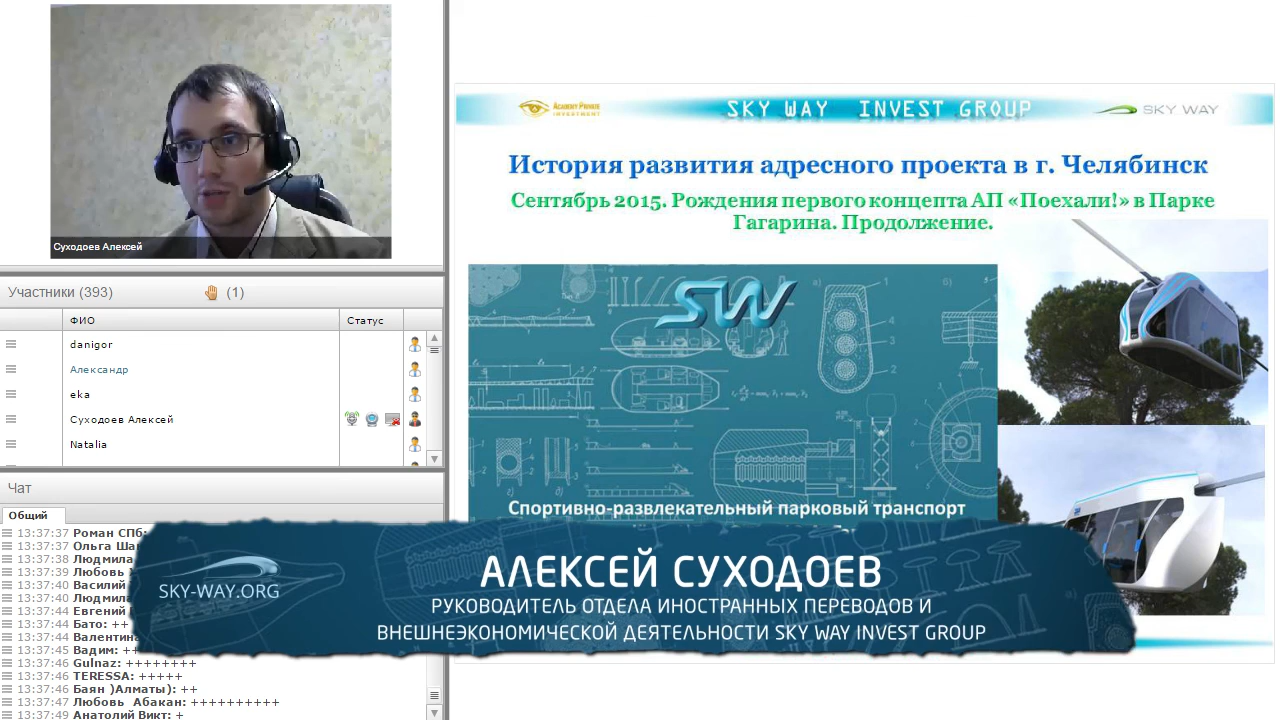 Суходоев Алексей
Участники (393)
(1)
ФИО
Статус
danigor
Александр
eka
Суходоев Алексей
Natalia
Чат
Общий
13:37:37 Роман СПб:
13:37:37 Ольга
13:37:38 Людмила
13:37:39 Любовь
13:37:40 Василий
13:37:40 Людмила
13:37:44 Евгений
13:37:44 Бато: ++
13:37:44 Валентина
13:37:45 Вадим: ++
13:37:46 Gulnaz: ++++++++
13:37:46 TERESSA: +++++
13:37:46 Баян )Алматы): ++
13:37:47 Любовь Абакан: ++++++++++
13:37:49 Анатолий Викт: +
ACADEMY PRIVATE
INVESTMENT
SKY WAY INVEST GROUP
SKY WAY
История развития адресного проекта в г. Челябинск
Сентябрь 2015. Рождения первого концепта АП «Поехали!» в Парке
Гагарина. Продолжение.
SW
Спортивно-развлекательный парковый транспорт
SKY-WAY.ORG
АЛЕКСЕЙ СУХОДОЕВ
РУКОВОДИТЕЛЬ ОТДЕЛА ИНОСТРАННЫХ ПЕРЕВОДОВ И
ВНЕШНЕЭКОНОМИЧЕСКОЙ ДЕЯТЕЛЬНОСТИ SKY WAY INVEST GROUP